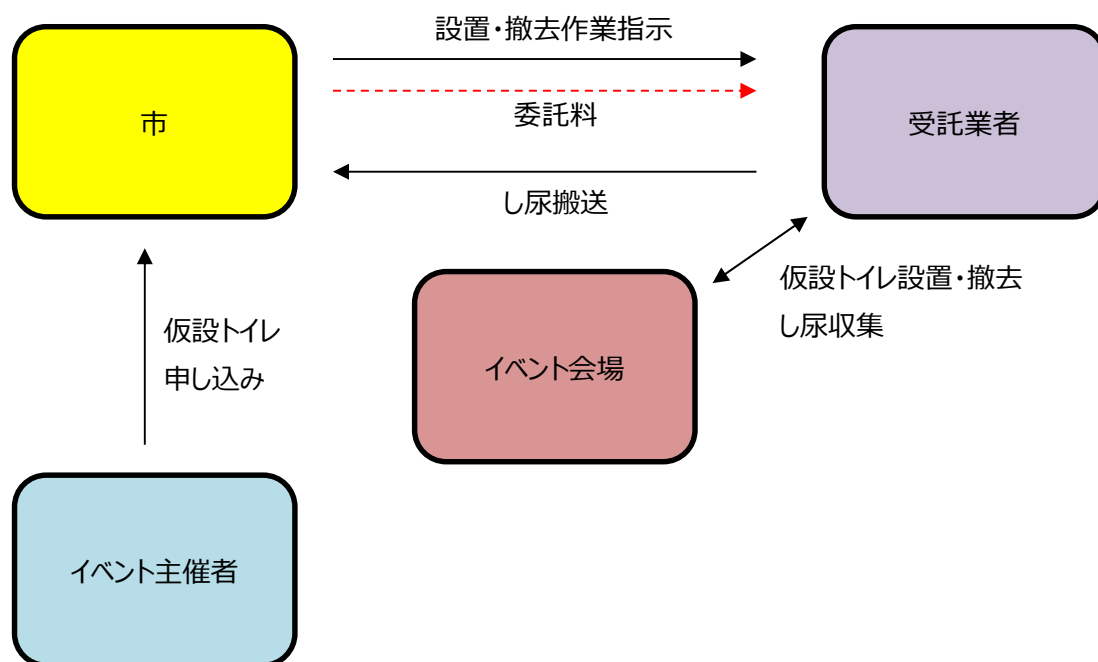 設置・撤去作業指示
市
委託料
受託業者
し尿搬送
仮設トイレ設置・撤去
し尿収集
仮設トイレ
申し込み
イベント会場
イベント主催者